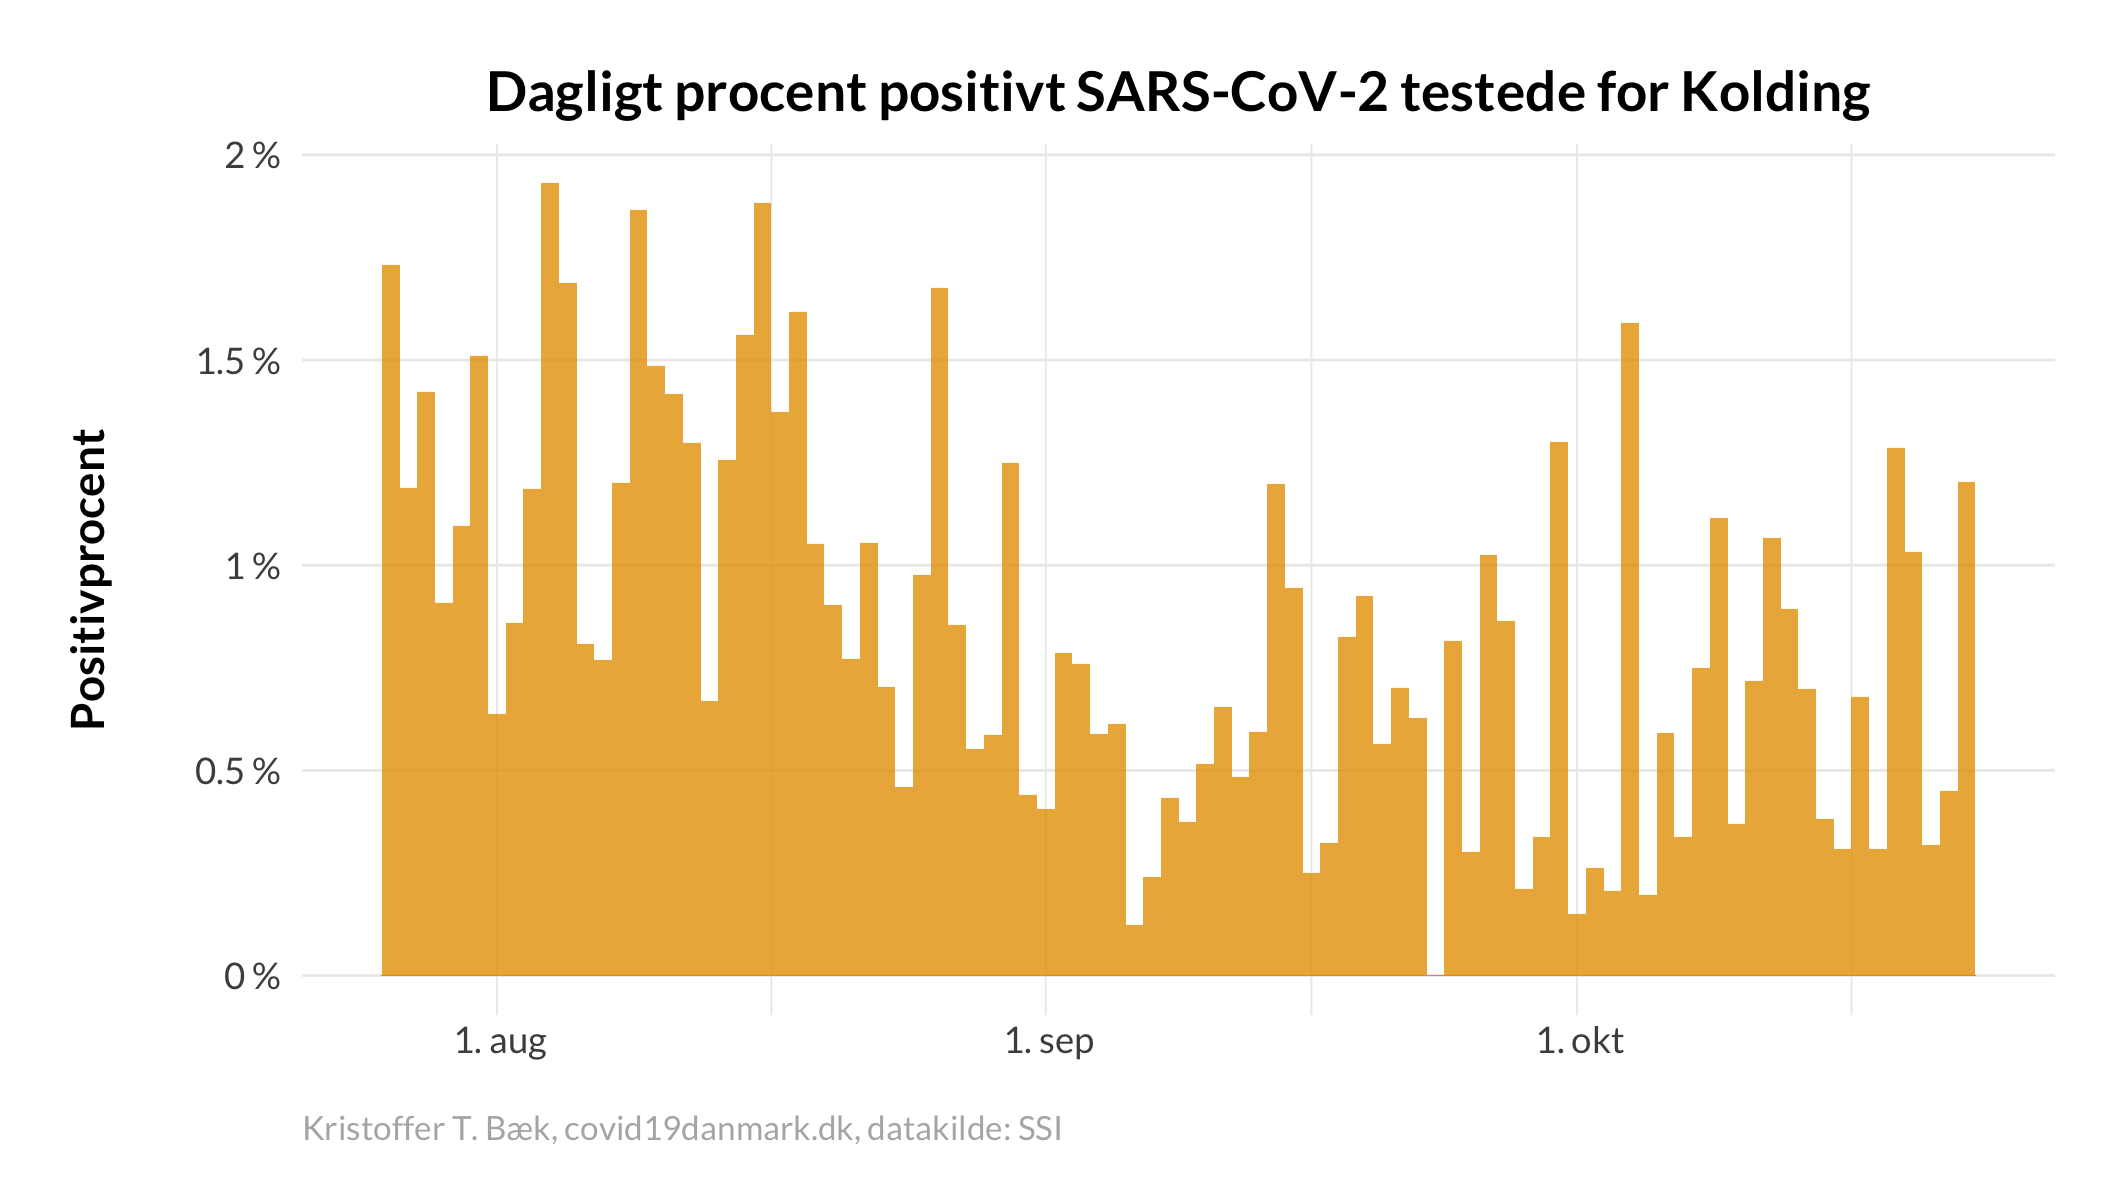 Dagligt procent positivt SARS-CoV-2 testede for Kolding
Positivprocent
2 %
1.5 %
1 %
0.5 %
0 %
1. aug
1. sep
1. okt
Kristoffer T. Bæk, covid19danmark.dk, datakilde: SSI